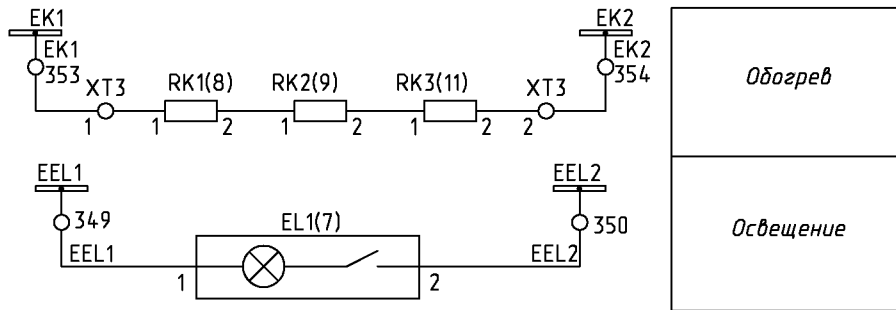 EK1
EK1
353
XT3
1
RK1(8)
1
2
RK2(9)
1
2
RK3(11)
1
2
XT3
2
EK2
EK2
354
Обогрев
EEL1
349
EEL1
1
EL1(7)
2
EEL2
350
EEL2
Освещение